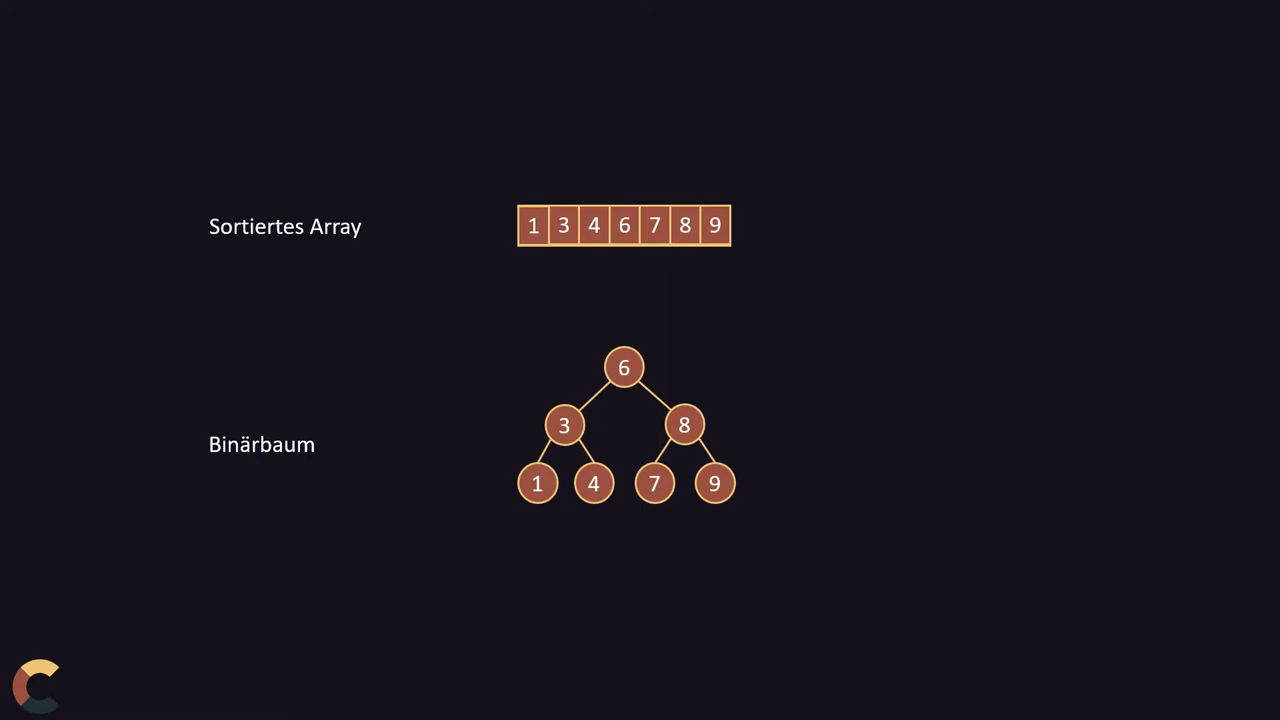 Sortiertes Array
1 3 4 6 7 8 9
6
3 8
Binärbaum
1 4 7 9